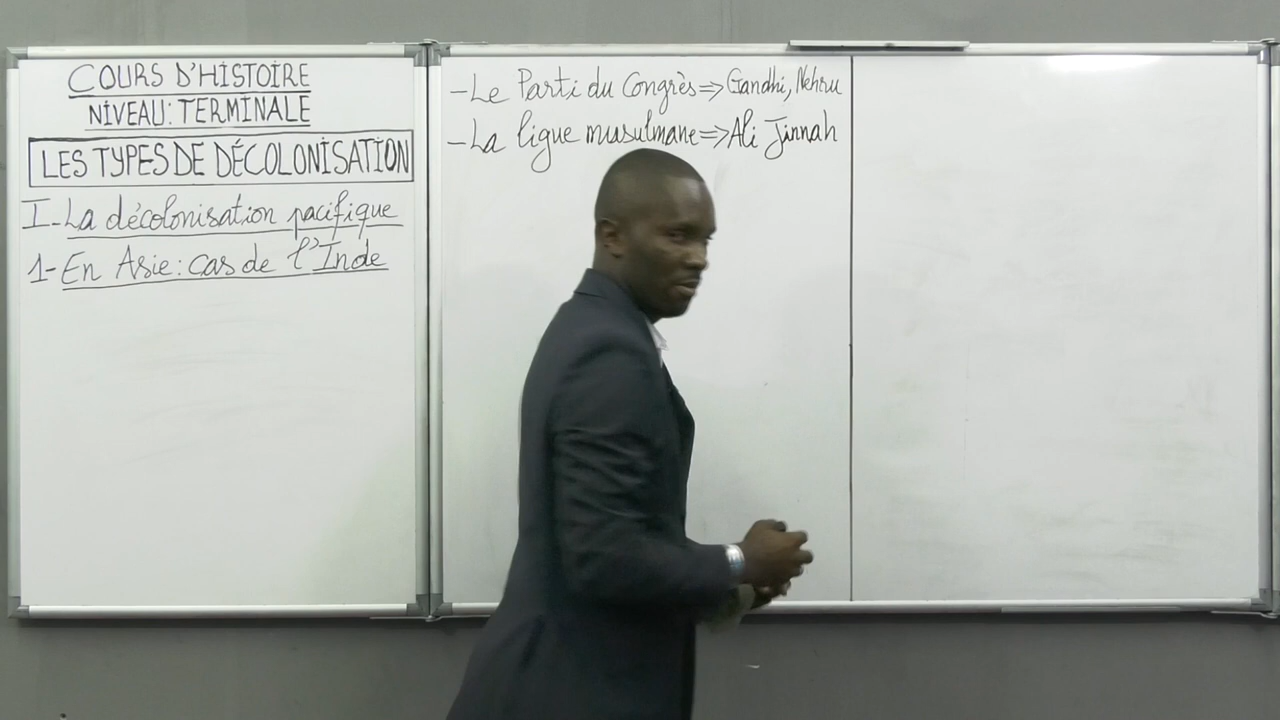 COURS D'HISTOIRE
NIVEAU: TERMINALE
LES TYPES DE DÉCOLONISATION
I-La décolonisation pacifique
1-En Asie: cas de l'Inde
-Le Parti du Congrès=>Gandhi, Nehru
-La ligue musulmane=>Ali Jinnah